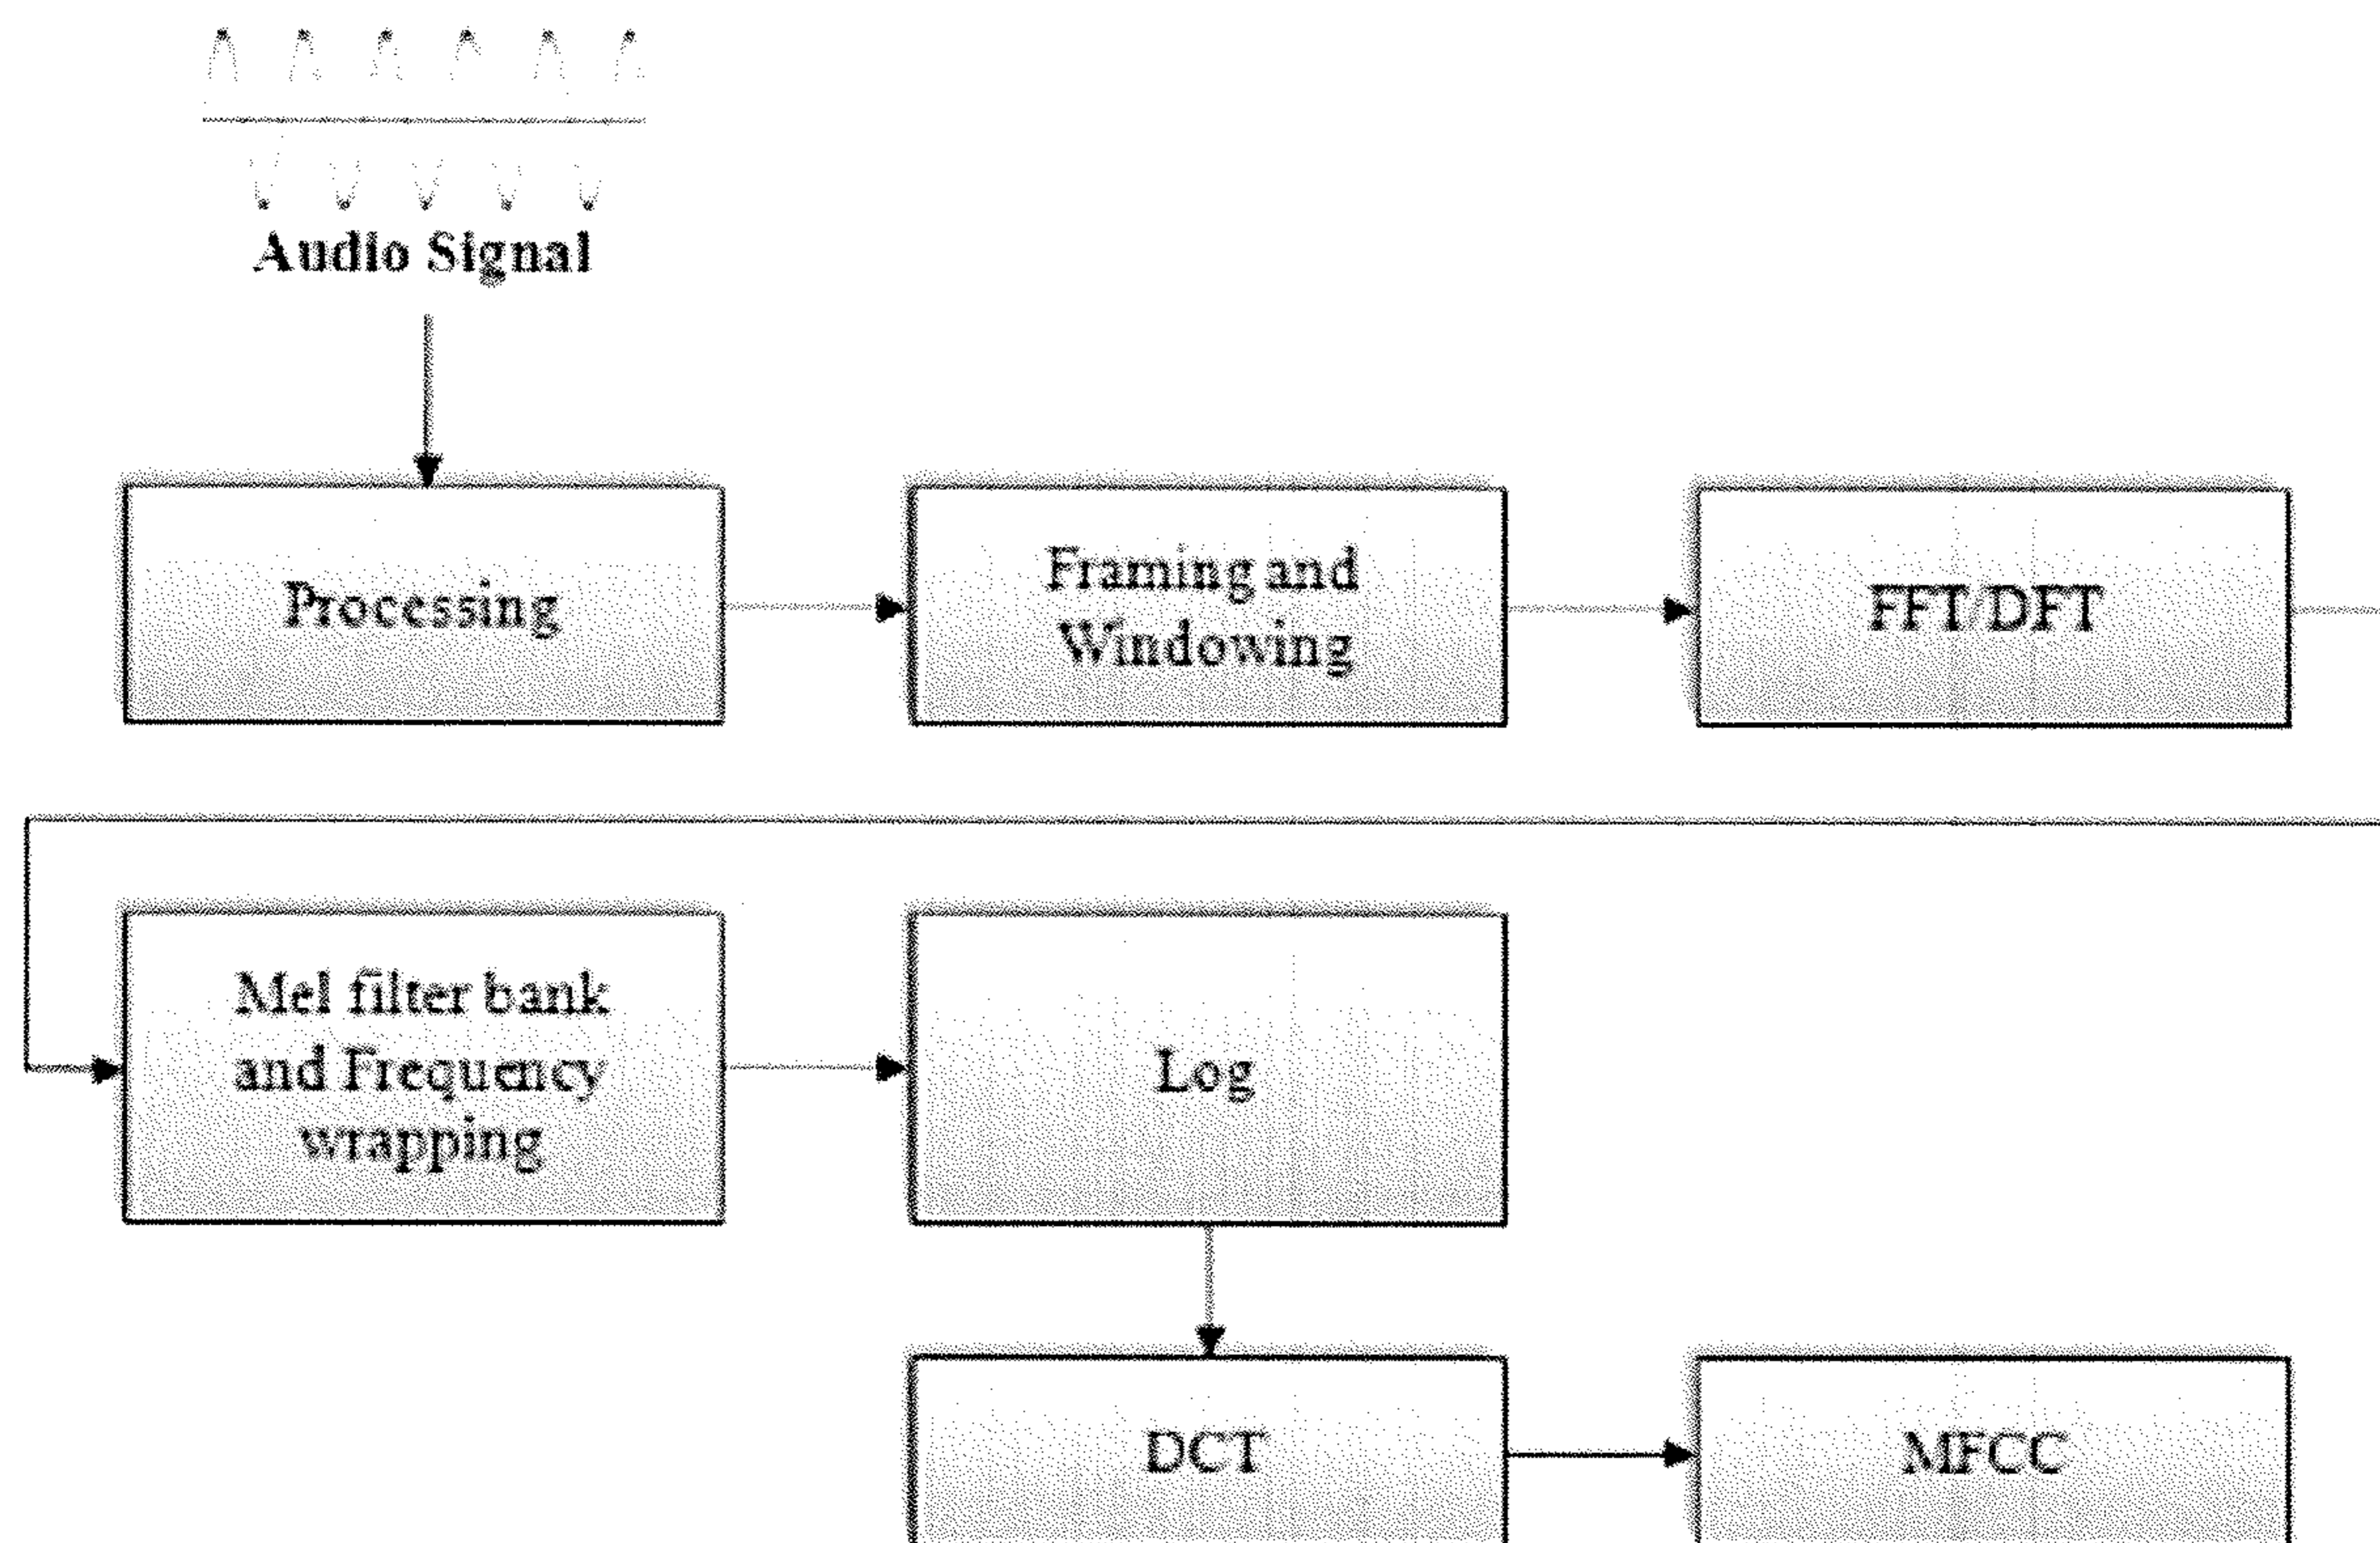 Audio Signal
Processing
Framing and
Windowing
FFT/DFT
Mel filter bank
and Frequency
wrapping
Log
DCT
MFCC